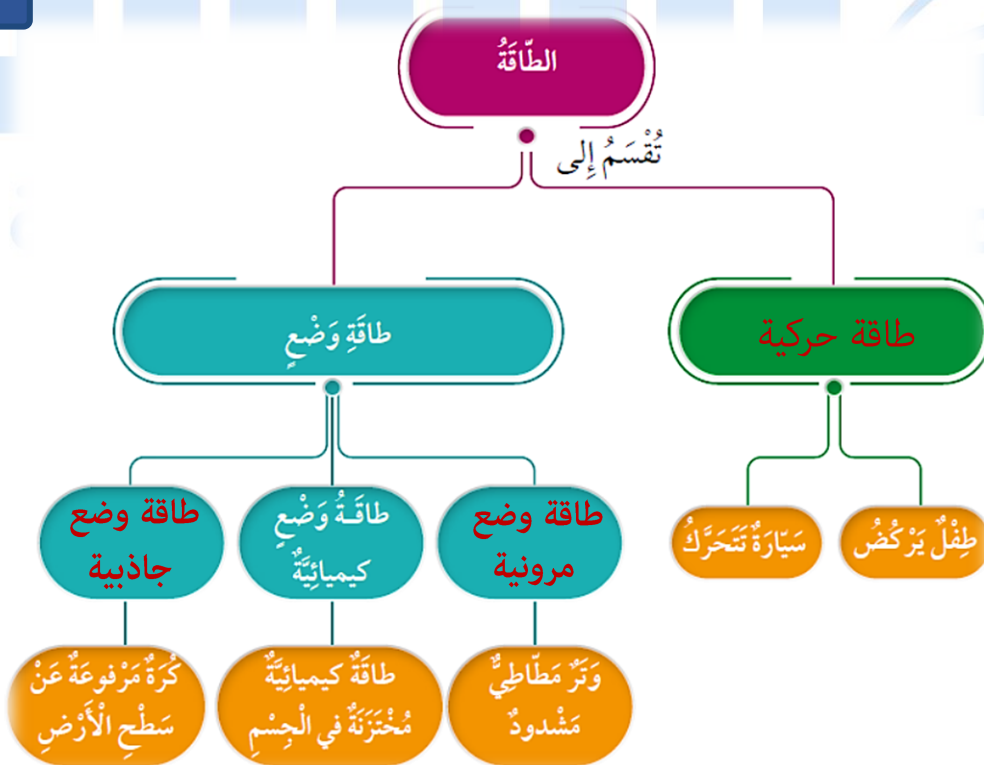 الطّاقَةُ
تُقْسَمُ إِلى
طاقة حركية
طاقَةِ وَضْعٍ
طِفْلٌ يَرْكُضُ
سَيّارَةٌ تَتَحَرَّكُ
طاقة وضع
مرونية
طاقَةُ وَضْعٍ
كيميائِيَّةٌ
طاقة وضع
جاذبية
وَتَرٌ مَطّاطِيٌّ
مَشْدودٌ
طاقَةٌ كيميائِيَّةٌ
مُخْتَزَنَةٌ في الْجِسْمِ
كُرَةٌ مَرْفوعَةٌ عَنْ
سَطْحِ الْأَرْضِ